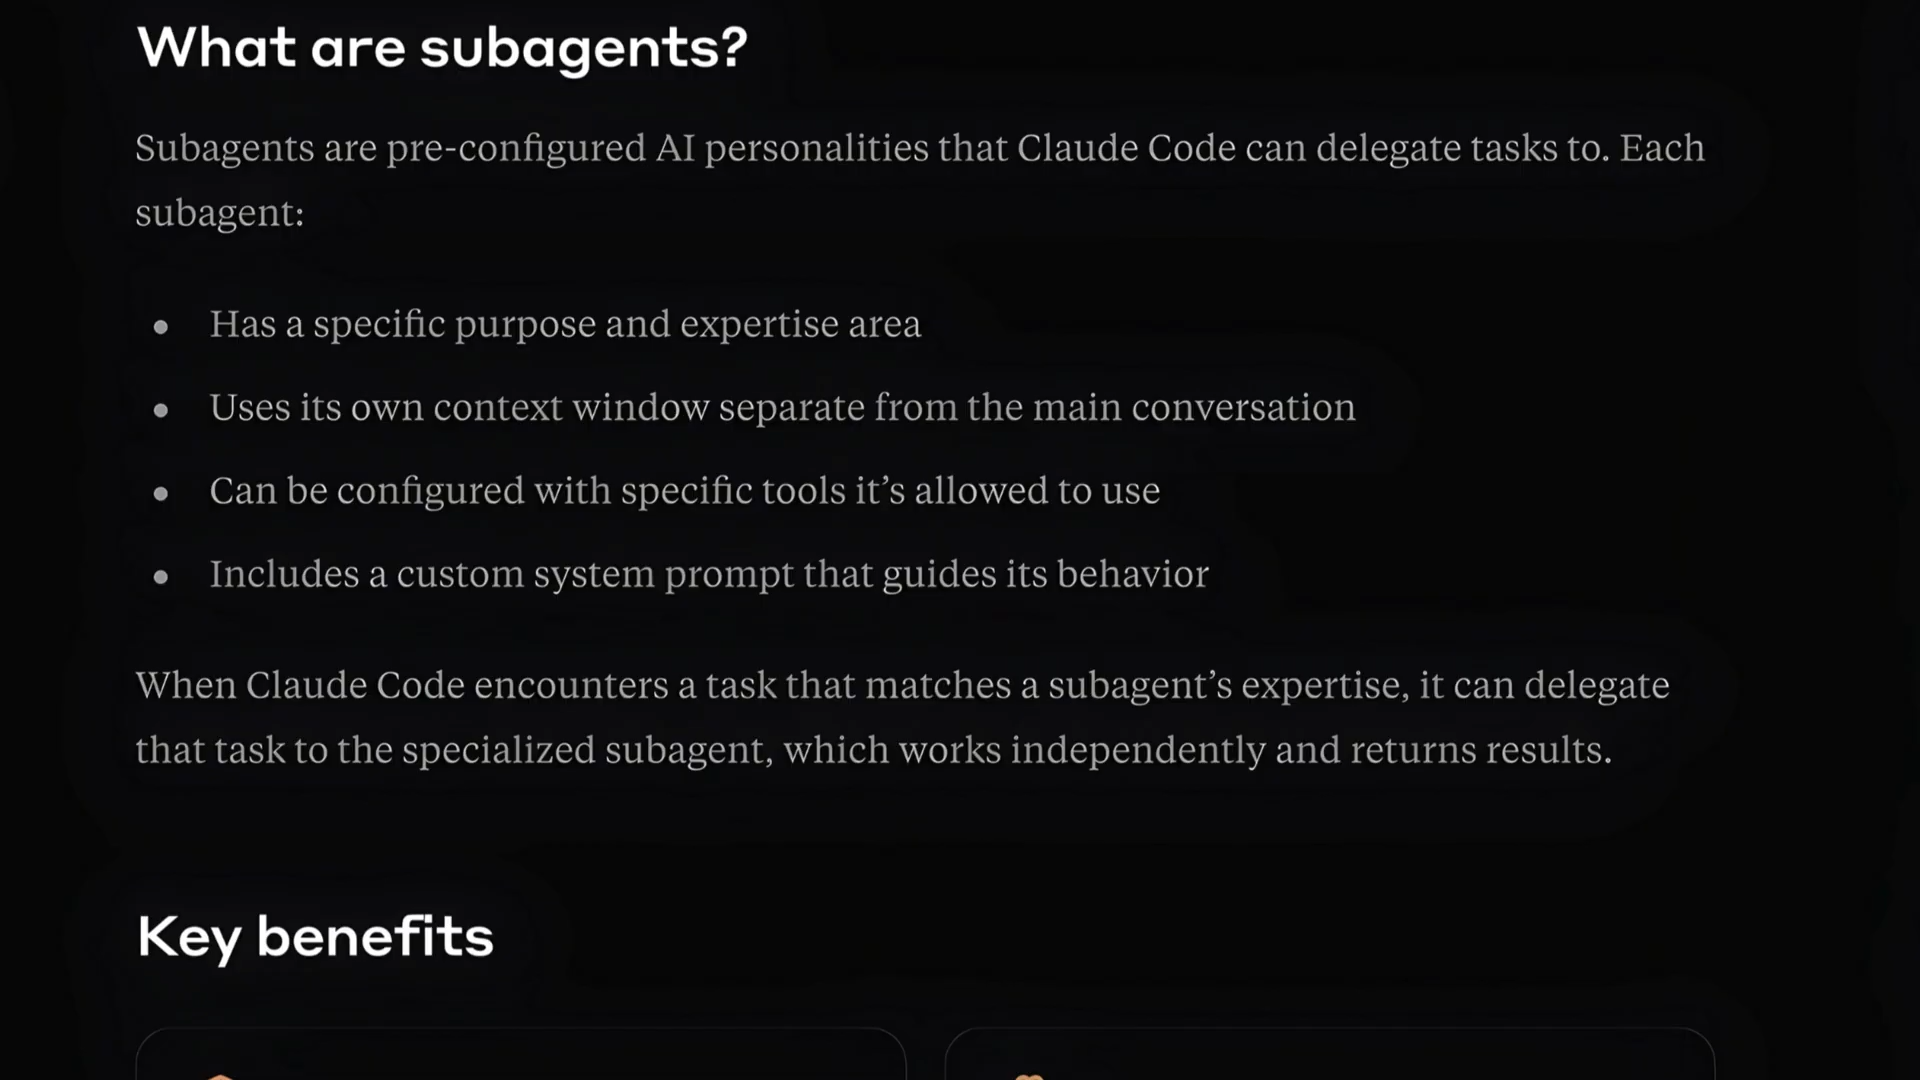 What are subagents?
Subagents are pre-configured AI personalities that Claude Code can delegate tasks to. Each
subagent:
Has a specific purpose and expertise area
Uses its own context window separate from the main conversation
Can be configured with specific tools it’s allowed to use
Includes a custom system prompt that guides its behavior
When Claude Code encounters a task that matches a subagent’s expertise, it can delegate
that task to the specialized subagent, which works independently and returns results.
Key benefits